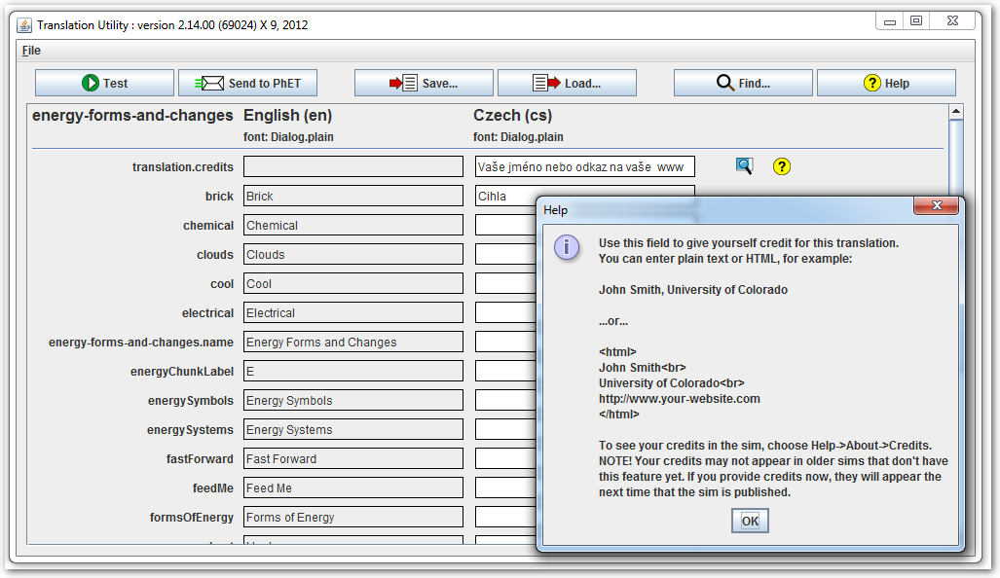 Translation Utility : version 2.14.00 (69024) X 9, 2012
File
Test
Send to PhET
Save...
Load...
Find...
? Help
energy-forms-and-changes English (en) Czech (cs)
font: Dialog.plain font: Dialog.plain
translation.credits Vaše jméno nebo odkaz na vaše www ?
brick Brick Cihla
chemical Chemical
clouds Clouds
cool Cool
electrical Electrical
energy-forms-and-changes.name Energy Forms and Changes
energyChunkLabel E
energySymbols Energy Symbols
energySystems Energy Systems
fastForward Fast Forward
feedMe Feed Me
formsOfEnergy Forms of Energy
Help
i
Use this field to give yourself credit for this translation.
You can enter plain text or HTML, for example:
John Smith, University of Colorado
...or...
<html>
John Smith<br>
University of Colorado<br>
http://www.your-website.com
</html>
To see your credits in the sim, choose Help->About->Credits.
NOTE! Your credits may not appear in older sims that don't have
this feature yet. If you provide credits now, they will appear the
next time that the sim is published.
OK